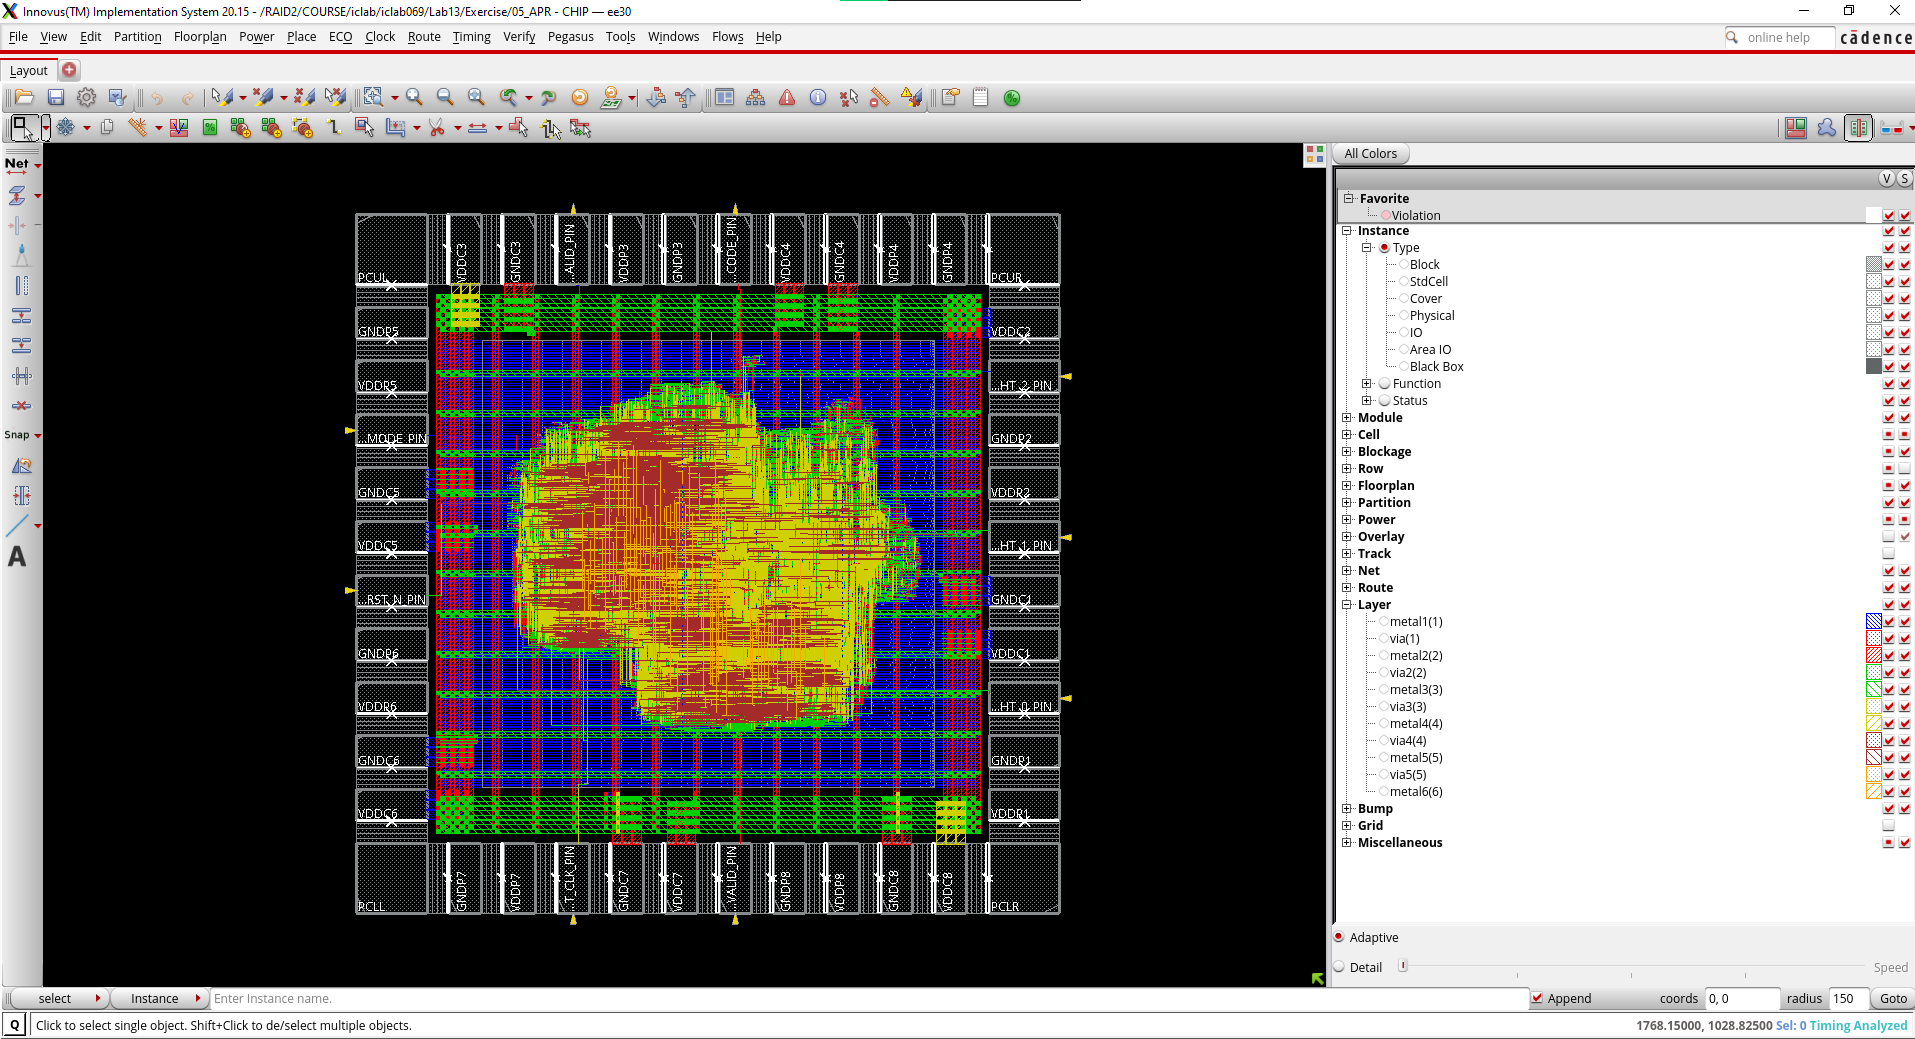 Innovus(TM) Implementation System 20.15 - /RAID2/COURSE/iclab/iclab069/Lab13/Exercise/05_APR - CHIP — ee30
File View Edit Partition Floorplan Power Place ECO Clock Route Timing Verify Pegasus Tools Windows Flows Help
online help
cādence
Layout
Net
Snap
A
PCUL
VDDC3
GNDC3
...ALID_PIN
VDDP3
GNDP3
...CODE_PIN
VDDC4
GNDC4
VDDP4
GNDP4
PCUR
GNDP5
VDDP5
...MODE_PIN
GNDC5
VDDC5
...RST_N_PIN
GNDP6
VDDP6
GNDC6
VDDC6
VDDC2
...HT_2_PIN
GNDP2
VDDP2
...HT_1_PIN
GNDC1
VDDC1
...HT_0_PIN
GNDP1
VDDP1
PCLL
GNDP7
VDDP7
...T_CLK_PIN
GNDC7
VDDC7
...VALID_PIN
GNDP8
VDDP8
GNDC8
VDDC8
PCLR
All Colors
V S
Favorite
Violation
Instance
Type
Block
StdCell
Cover
Physical
IO
Area IO
Black Box
Function
Status
Module
Cell
Blockage
Row
Floorplan
Partition
Power
Overlay
Track
Net
Route
Layer
metal1(1)
via(1)
metal2(2)
via2(2)
metal3(3)
via3(3)
metal4(4)
via4(4)
metal5(5)
via5(5)
metal6(6)
Bump
Grid
Miscellaneous
Adaptive
Detail
Speed
select Instance Enter Instance name. Append coords 0, 0 radius 150 Goto
Q Click to select single object. Shift+Click to de/select multiple objects. 1768.15000, 1028.82500 Sel: 0 Timing Analyzed